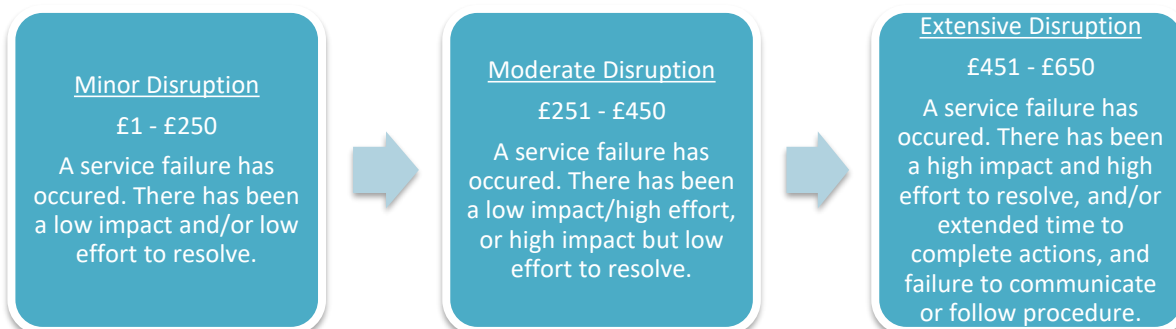 Minor Disruption
£1 - £250
A service failure has
occured. There has been
a low impact and/or low
effort to resolve.
Moderate Disruption
£251 - £450
A service failure has
occured. There has been
a low impact/high effort,
or high impact but low
effort to resolve.
Extensive Disruption
£451 - £650
A service failure has
occured. There has been
a high impact and high
effort to resolve, and/or
extended time to
complete actions, and
failure to communicate
or follow procedure.